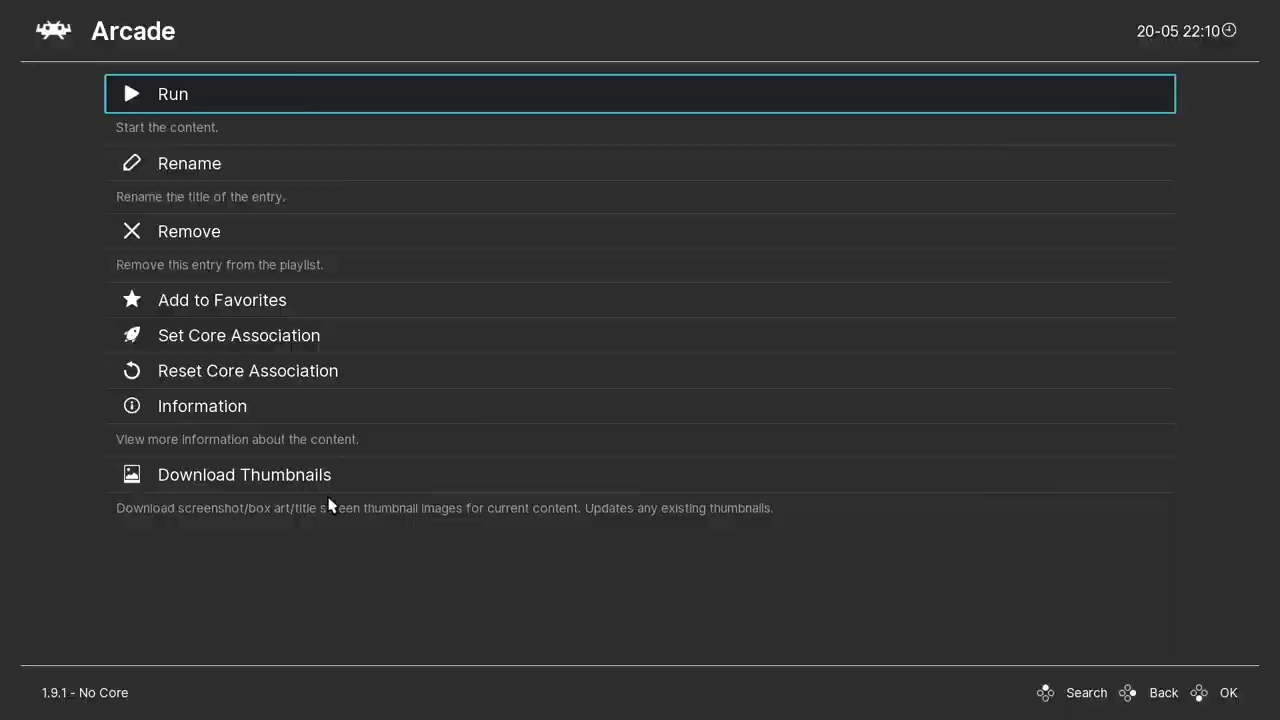 Arcade
20-05 22:10
Run
Start the content.
Rename
Rename the title of the entry.
Remove
Remove this entry from the playlist.
Add to Favorites
Set Core Association
Reset Core Association
Information
View more information about the content.
Download Thumbnails
Download screenshot/box art/title screen thumbnail images for current content. Updates any existing thumbnails.
1.9.1 - No Core
Search Back OK